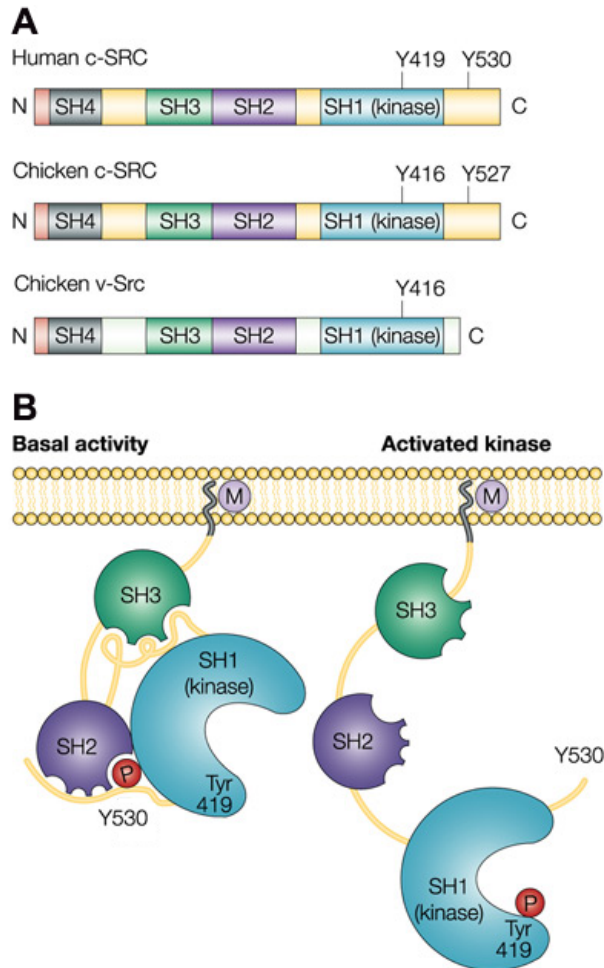 A
Human c-SRC
Y419 Y530
N SH4 SH3 SH2 SH1 (kinase) C
Chicken c-SRC
Y416 Y527
N SH4 SH3 SH2 SH1 (kinase) C
Chicken v-Src
Y416
N SH4 SH3 SH2 SH1 (kinase) C
B
Basal activity
M
SH3
SH1
(kinase)
SH2
P
Tyr
419
Y530
Activated kinase
M
SH3
SH2
Y530
SH1
(kinase)
P
Tyr
419